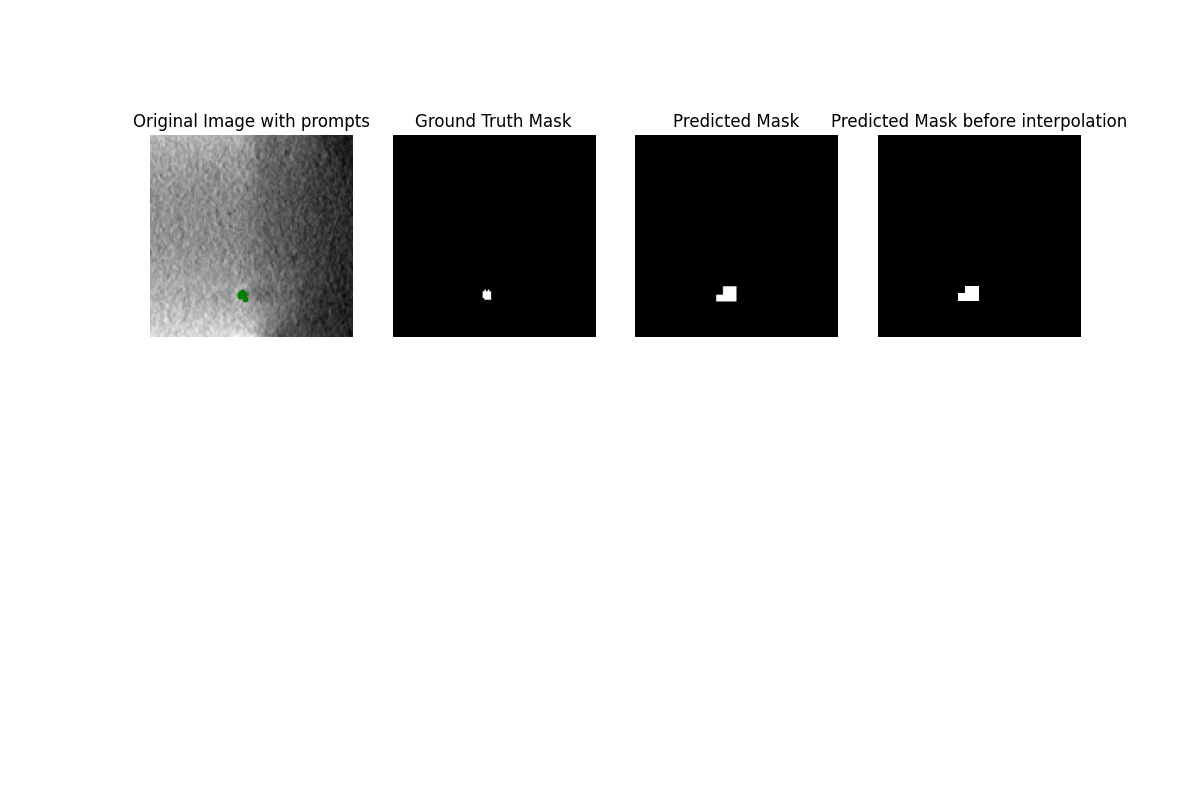 Original Image with prompts
Ground Truth Mask
Predicted Mask
Predicted Mask before interpolation